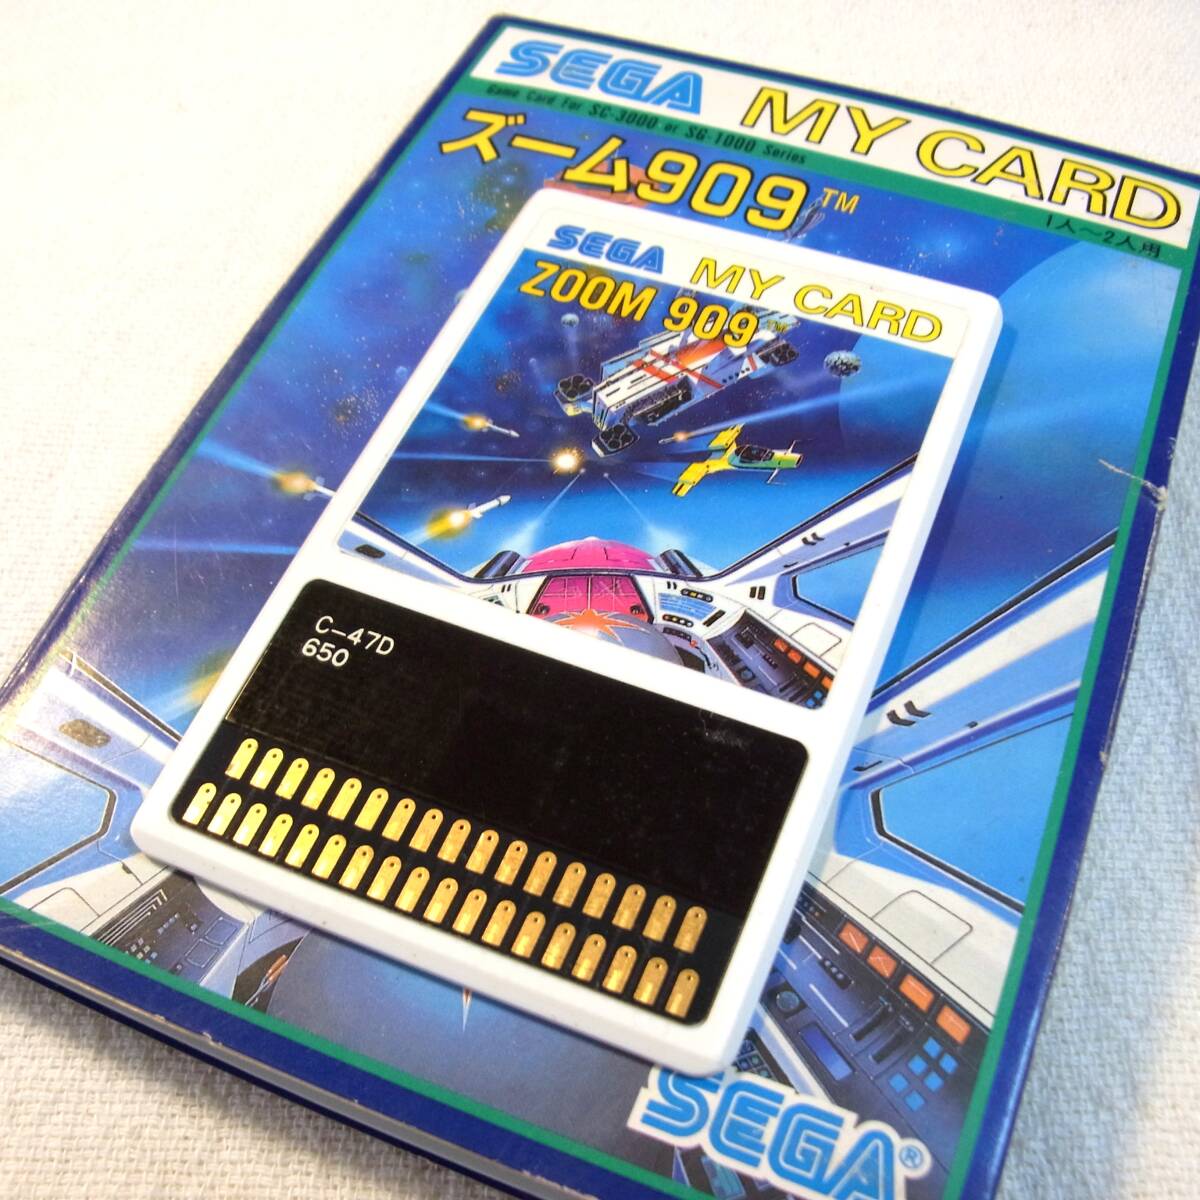 SEGA MY CARD
Game Card For SC-3000 or SG-1000 Series
1人～2人用
ズーム909™
SEGA MY CARD
ZOOM 909™
C-47D
650
SEGA®